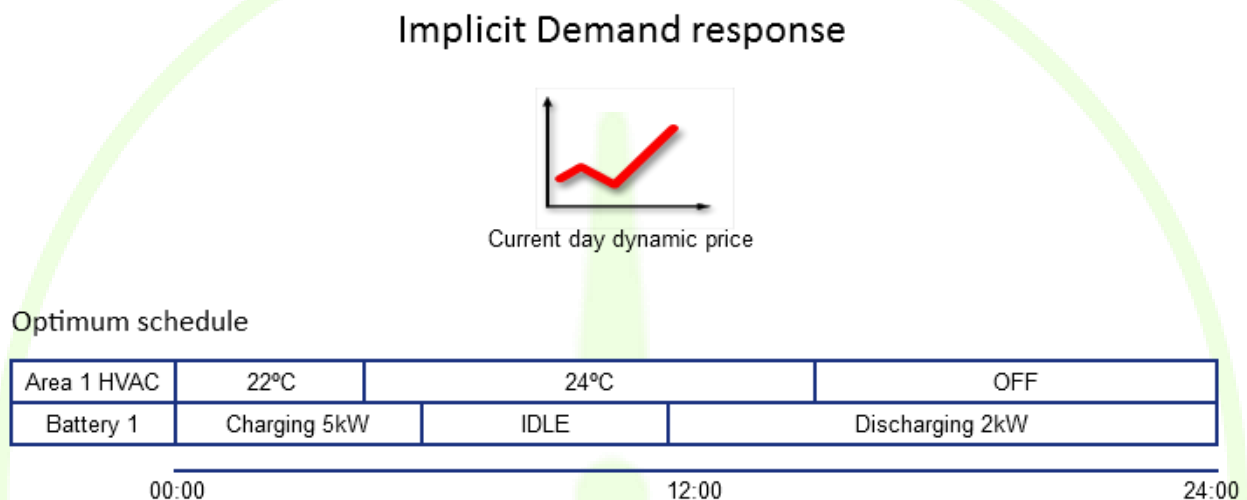 Implicit Demand response
Current day dynamic price
Optimum schedule
Area 1 HVAC 22ºC 24ºC OFF
Battery 1 Charging 5kW IDLE Discharging 2kW
00:00 12:00 24:00